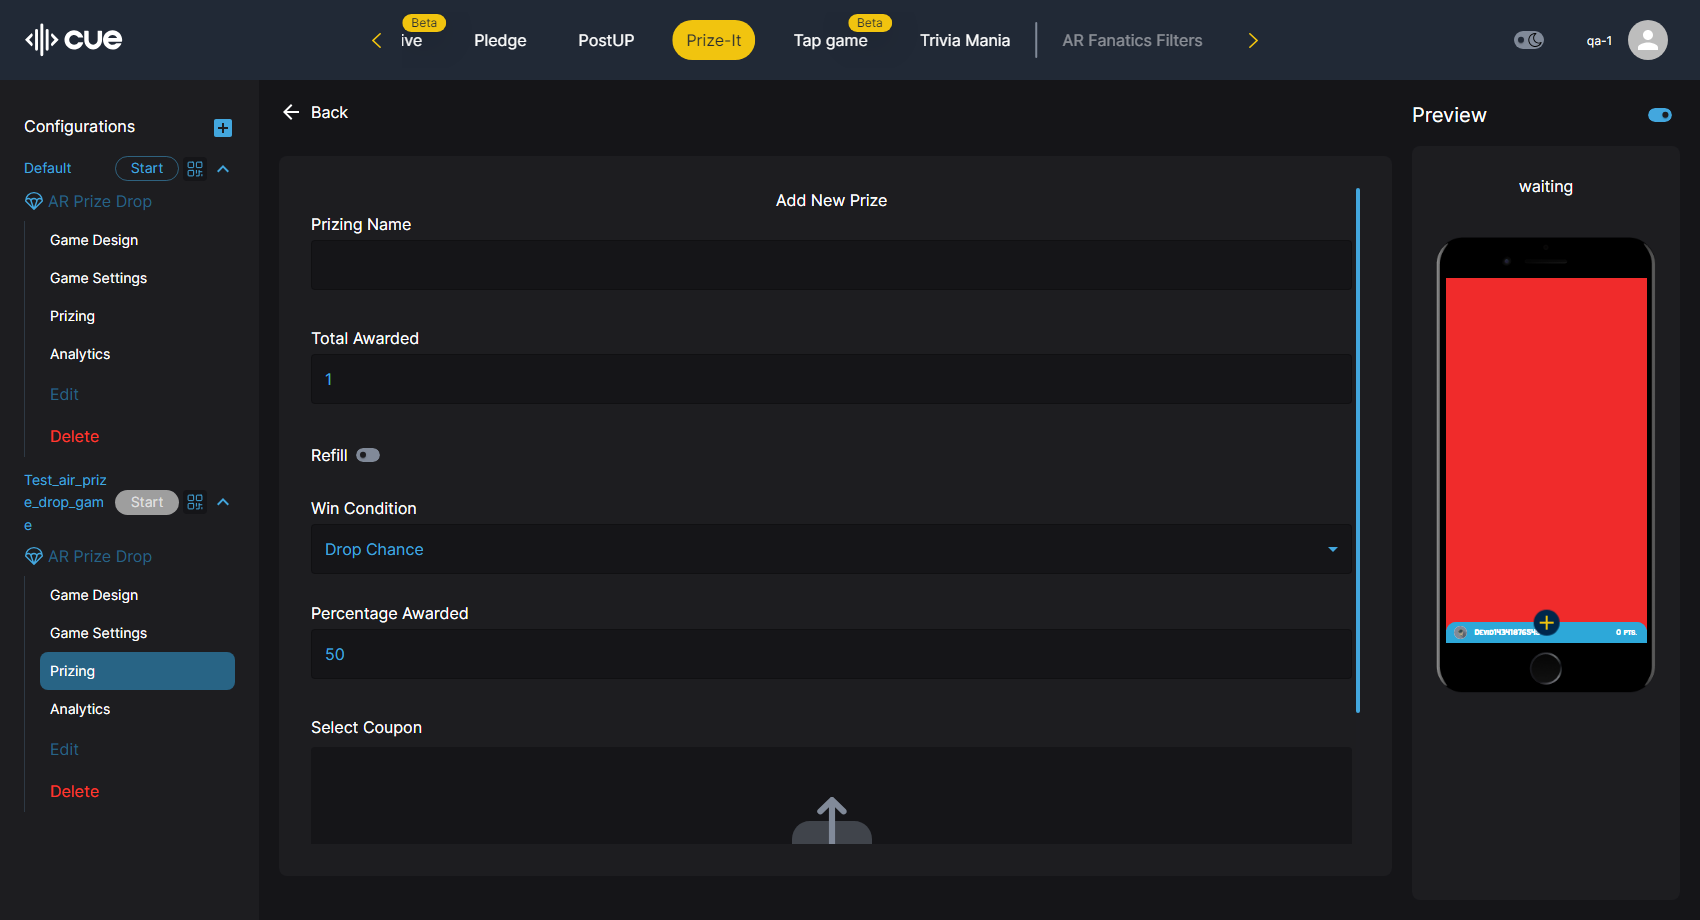 cue
Beta
ive
Pledge
PostUP
Prize-It
Beta
Tap game
Trivia Mania
AR Fanatics Filters
qa-1
Configurations
Default
Start
AR Prize Drop
Game Design
Game Settings
Prizing
Analytics
Edit
Delete
Test_air_priz
e_drop_gam
e
Start
AR Prize Drop
Game Design
Game Settings
Prizing
Analytics
Edit
Delete
Back
Add New Prize
Prizing Name
Total Awarded
1
Refill
Win Condition
Drop Chance
Percentage Awarded
50
Select Coupon
Preview
waiting
0 PTS.